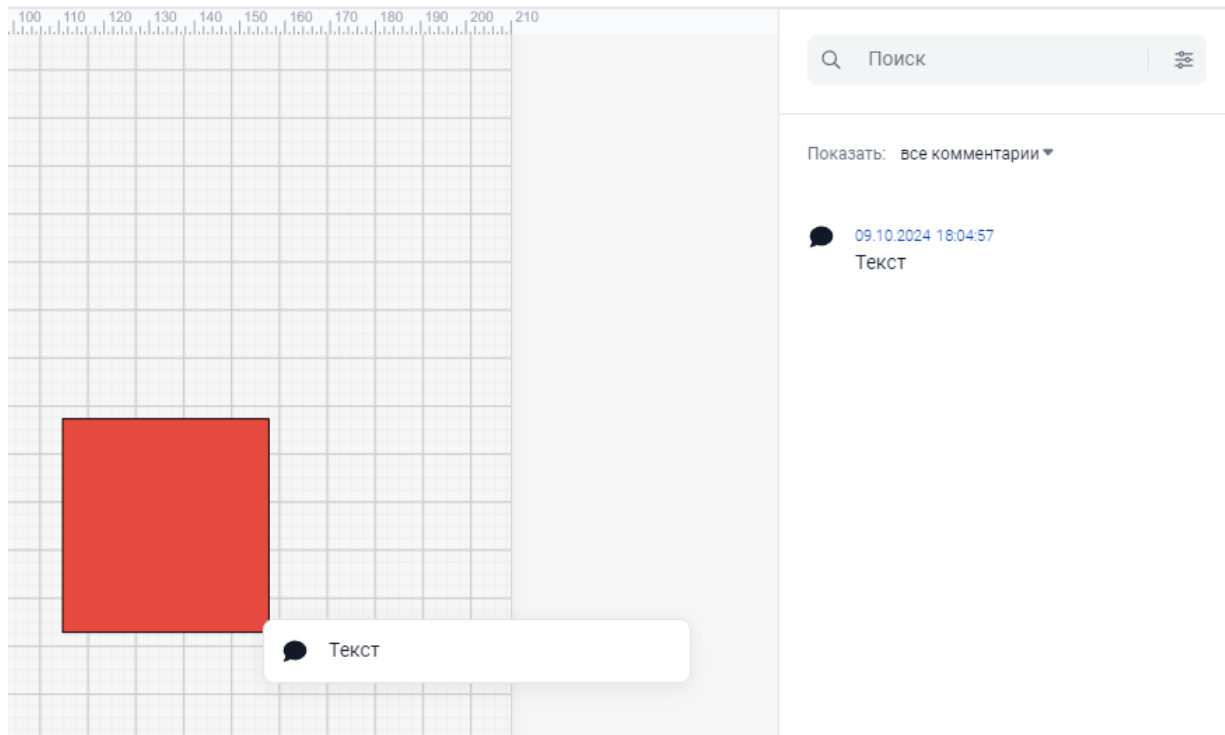 100 110 120 130 140 150 160 170 180 190 200 210
Поиск
Показать: все комментарии
09.10.2024 18:04:57
Текст
Текст